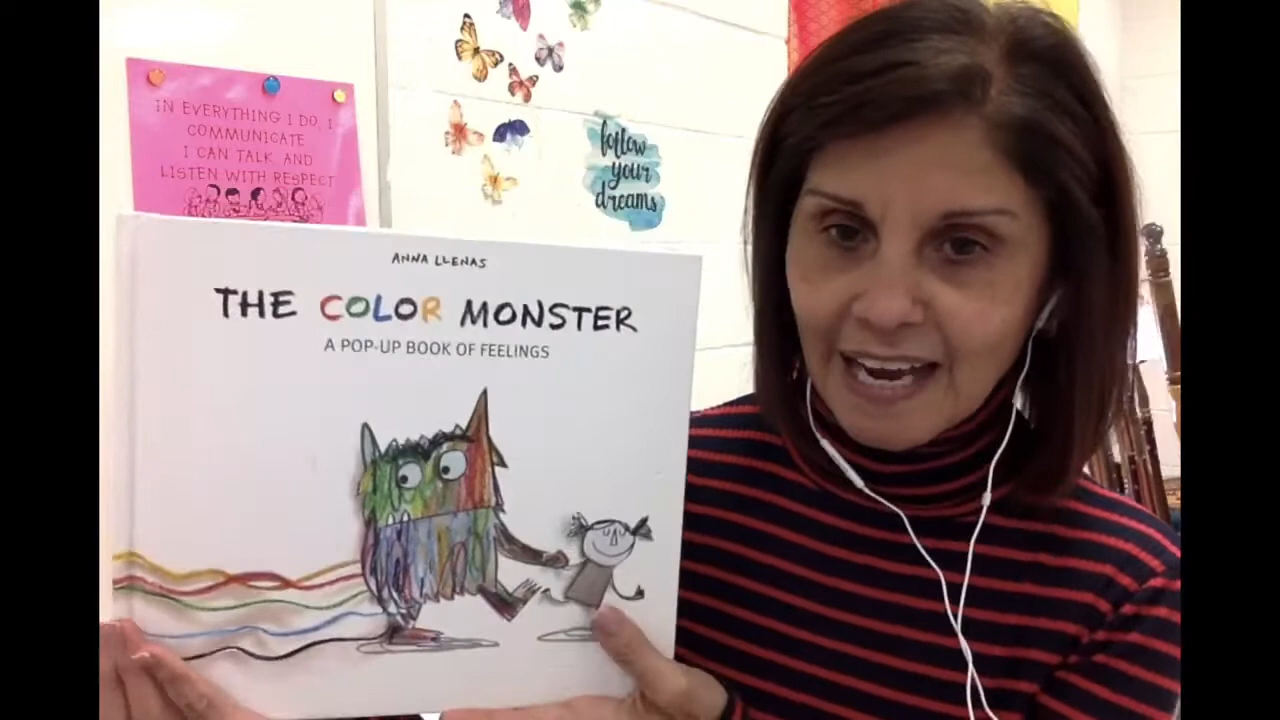 IN EVERYTHING I DO, I
COMMUNICATE
I CAN TALK AND
LISTEN WITH RESPECT
follow
your
dreams
ANNA LLENAS
THE COLOR MONSTER
A POP-UP BOOK OF FEELINGS